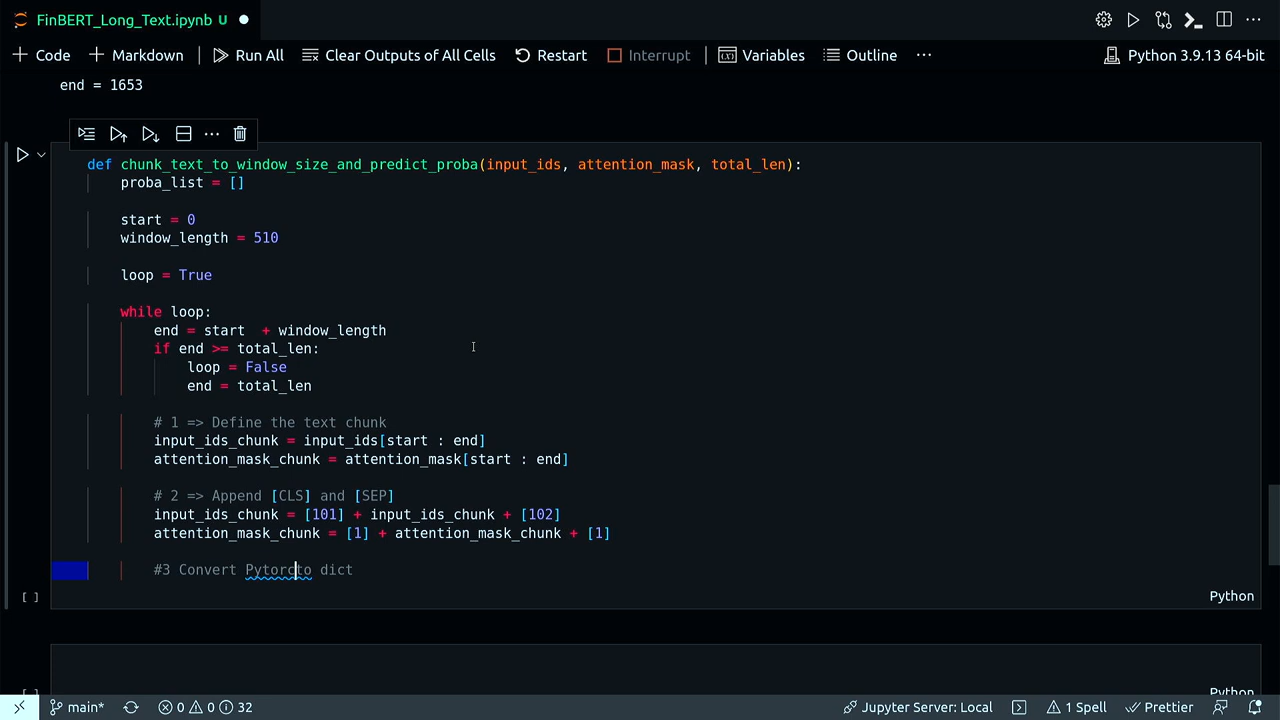 FinBERT_Long_Text.ipynb U
Code Markdown Run All Clear Outputs of All Cells Restart Interrupt Variables Outline ... Python 3.9.13 64-bit
end = 1653
def chunk_text_to_window_size_and_predict_proba(input_ids, attention_mask, total_len):
proba_list = []
start = 0
window_length = 510
loop = True
while loop:
end = start  + window_length
if end >= total_len:
loop = False
end = total_len
# 1 => Define the text chunk
input_ids_chunk = input_ids[start : end]
attention_mask_chunk = attention_mask[start : end]
# 2 => Append [CLS] and [SEP]
input_ids_chunk = [101] + input_ids_chunk + [102]
attention_mask_chunk = [1] + attention_mask_chunk + [1]
#3 Convert Pytorcto dict
[ ] Python
[ ] Python
main* 0 0 32 Jupyter Server: Local 1 Spell Prettier